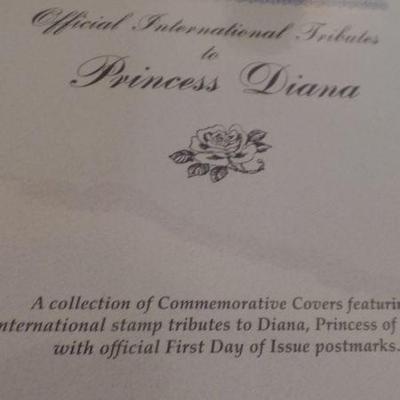 Official International Tributes
to
Princess Diana
A collection of Commemorative Covers featurin
nternational stamp tributes to Diana, Princess of
with official First Day of Issue postmarks.